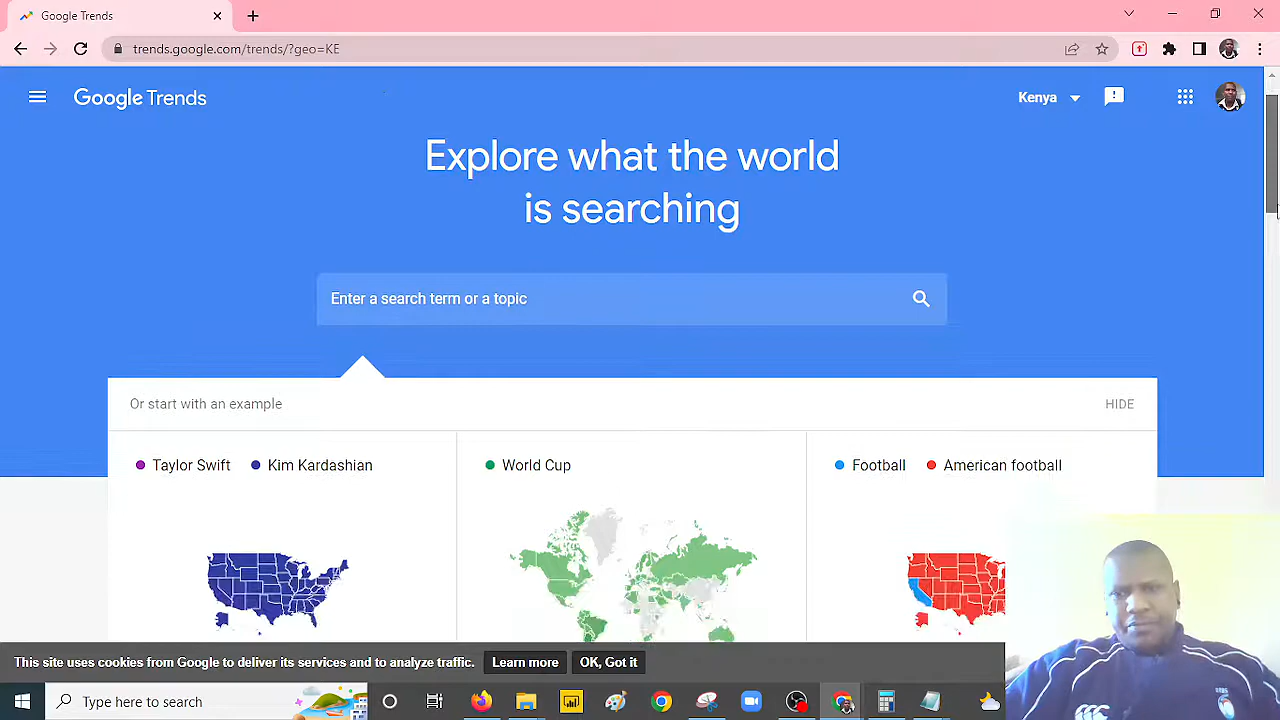 Google Trends
trends.google.com/trends/?geo=KE
Google Trends
Kenya
Explore what the world
is searching
Enter a search term or a topic
Or start with an example
HIDE
Taylor Swift Kim Kardashian
World Cup
Football American football
This site uses cookies from Google to deliver its services and to analyze traffic.
Learn more
OK, Got it
Type here to search